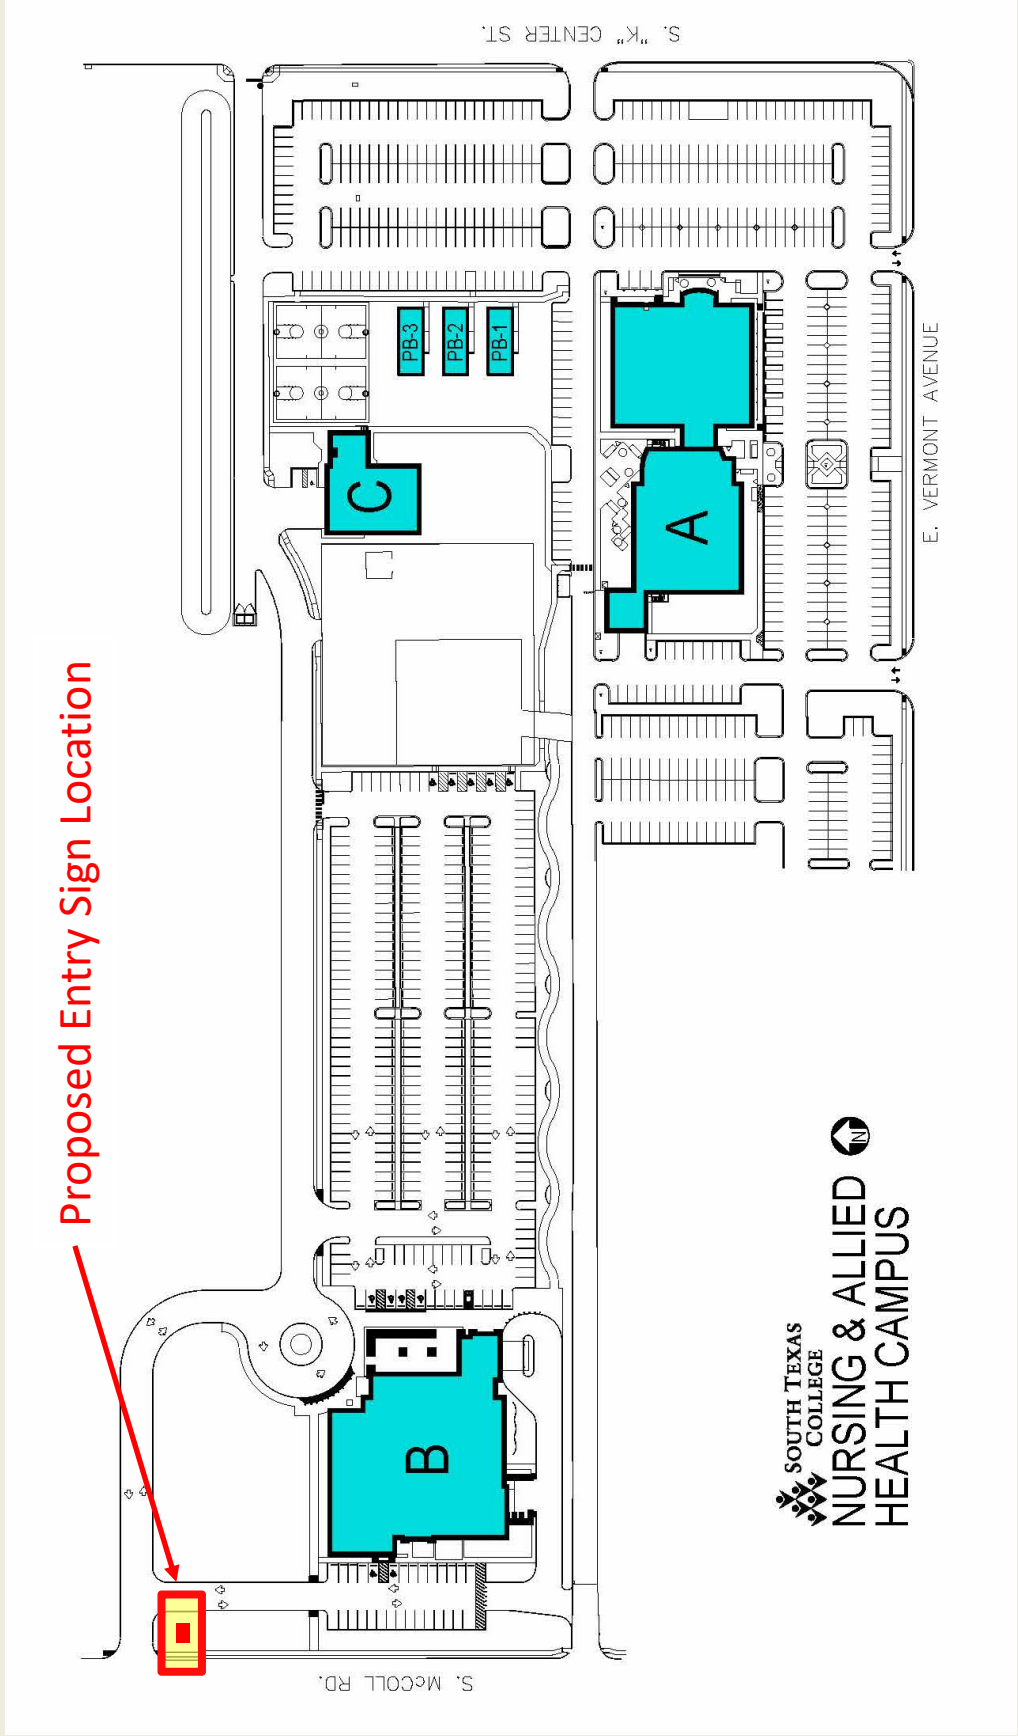 Proposed Entry Sign Location
S. "K" CENTER ST.
PB-3
PB-2
PB-1
C
A
E. VERMONT AVENUE
B
S. McCOLL RD.
SOUTH TEXAS
COLLEGE
NURSING & ALLIED
HEALTH CAMPUS
N